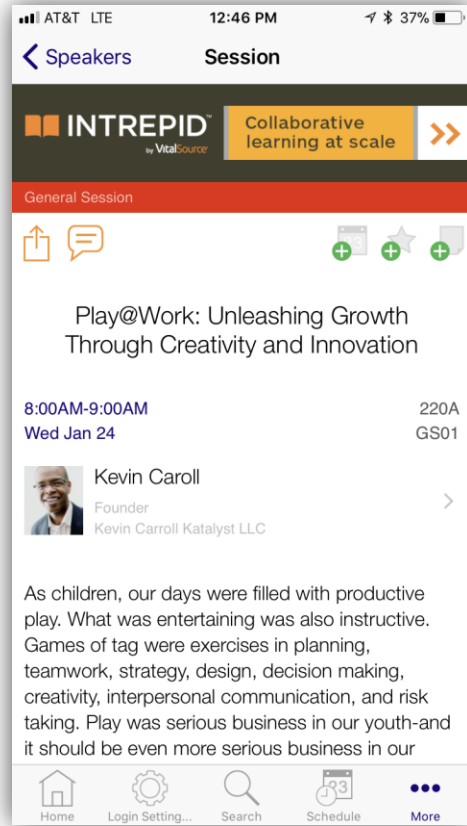 AT&T LTE 12:46 PM 37%
Speakers Session
INTREPID™
by VitalSource®
Collaborative
learning at scale
General Session
23
Play@Work: Unleashing Growth
Through Creativity and Innovation
8:00AM-9:00AM 220A
Wed Jan 24 GS01
Kevin Caroll
Founder
Kevin Carroll Katalyst LLC
As children, our days were filled with productive
play. What was entertaining was also instructive.
Games of tag were exercises in planning,
teamwork, strategy, design, decision making,
creativity, interpersonal communication, and risk
taking. Play was serious business in our youth-and
it should be even more serious business in our
23
Home Login Setting... Search Schedule More